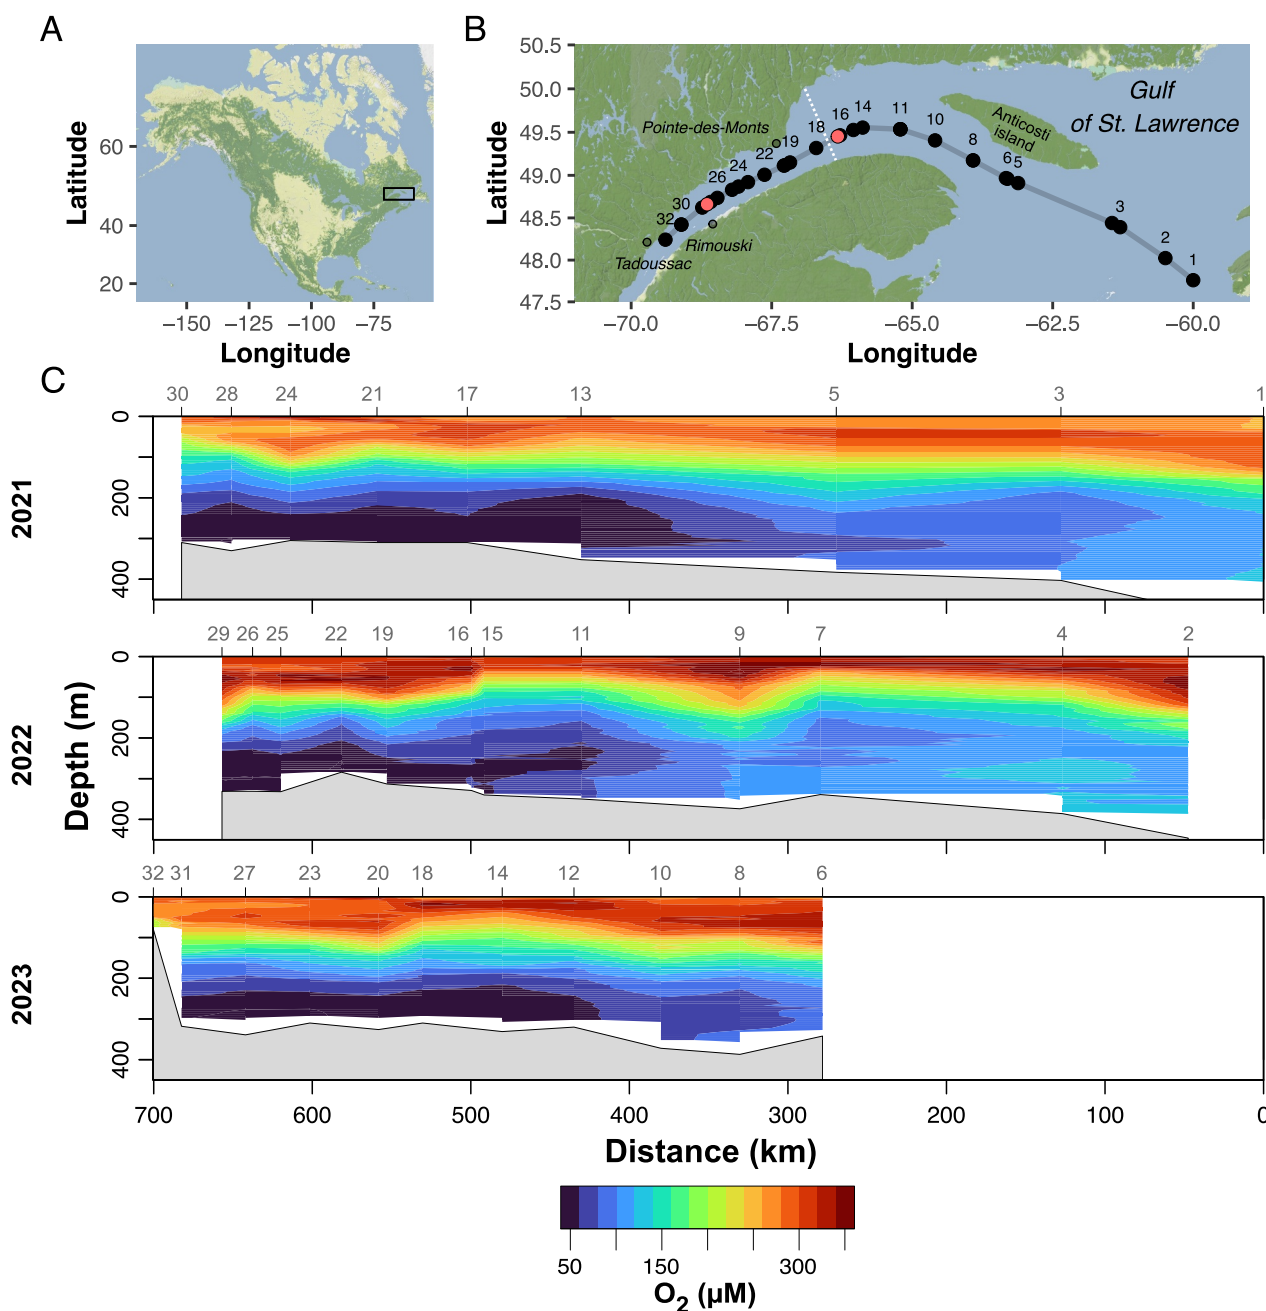 A
B
Latitude
60
40
20
−150 −125 −100 −75
Longitude
Latitude
50.5
50.0
49.5
49.0
48.5
48.0
47.5
Gulf
of St. Lawrence
Anticosti
island
Pointe-des-Monts
Rimouski
Tadoussac
32 30 26 24 22 19 18 16 14 11 10 8 6 5 3 2 1
−70.0 −67.5 −65.0 −62.5 −60.0
Longitude
C
30 28 24 21 17 13 5 3 1
2021
0
200
400
29 26 25 22 19 16 15 11 9 7 4 2
2022
Depth (m)
0
200
400
32 31 27 23 20 18 14 12 10 8 6
2023
0
200
400
700 600 500 400 300 200 100 0
Distance (km)
50 150 300
O₂ (µM)